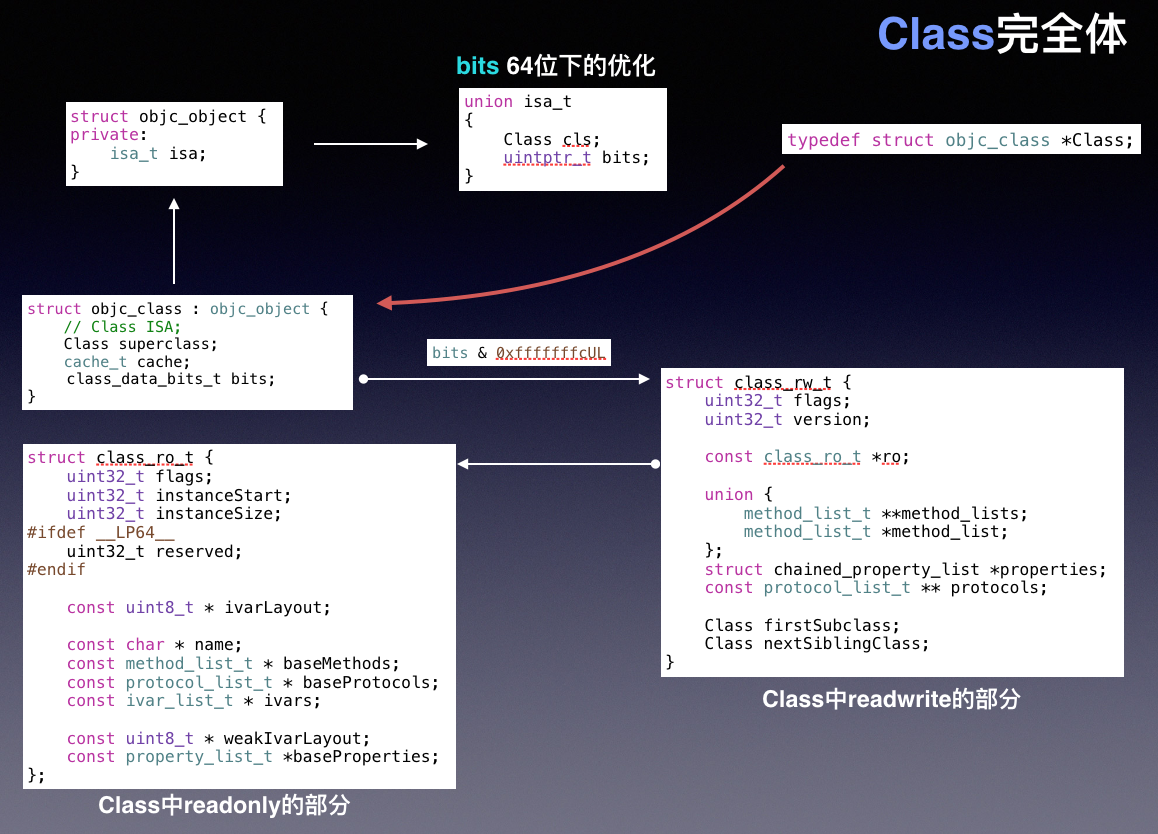 Class完全体
bits 64位下的优化
struct objc_object {
private:
    isa_t isa;
}
union isa_t
{
    Class cls;
    uintptr_t bits;
}
typedef struct objc_class *Class;
struct objc_class : objc_object {
    // Class ISA;
    Class superclass;
    cache_t cache;
    class_data_bits_t bits;
}
bits & 0xfffffffcUL
struct class_rw_t {
    uint32_t flags;
    uint32_t version;
    const class_ro_t *ro;
    union {
        method_list_t **method_lists;
        method_list_t *method_list;
    };
    struct chained_property_list *properties;
    const protocol_list_t ** protocols;
    Class firstSubclass;
    Class nextSiblingClass;
}
Class中readwrite的部分
struct class_ro_t {
    uint32_t flags;
    uint32_t instanceStart;
    uint32_t instanceSize;
#ifdef __LP64__
    uint32_t reserved;
#endif
    const uint8_t * ivarLayout;
    const char * name;
    const method_list_t * baseMethods;
    const protocol_list_t * baseProtocols;
    const ivar_list_t * ivars;
    const uint8_t * weakIvarLayout;
    const property_list_t *baseProperties;
};
Class中readonly的部分